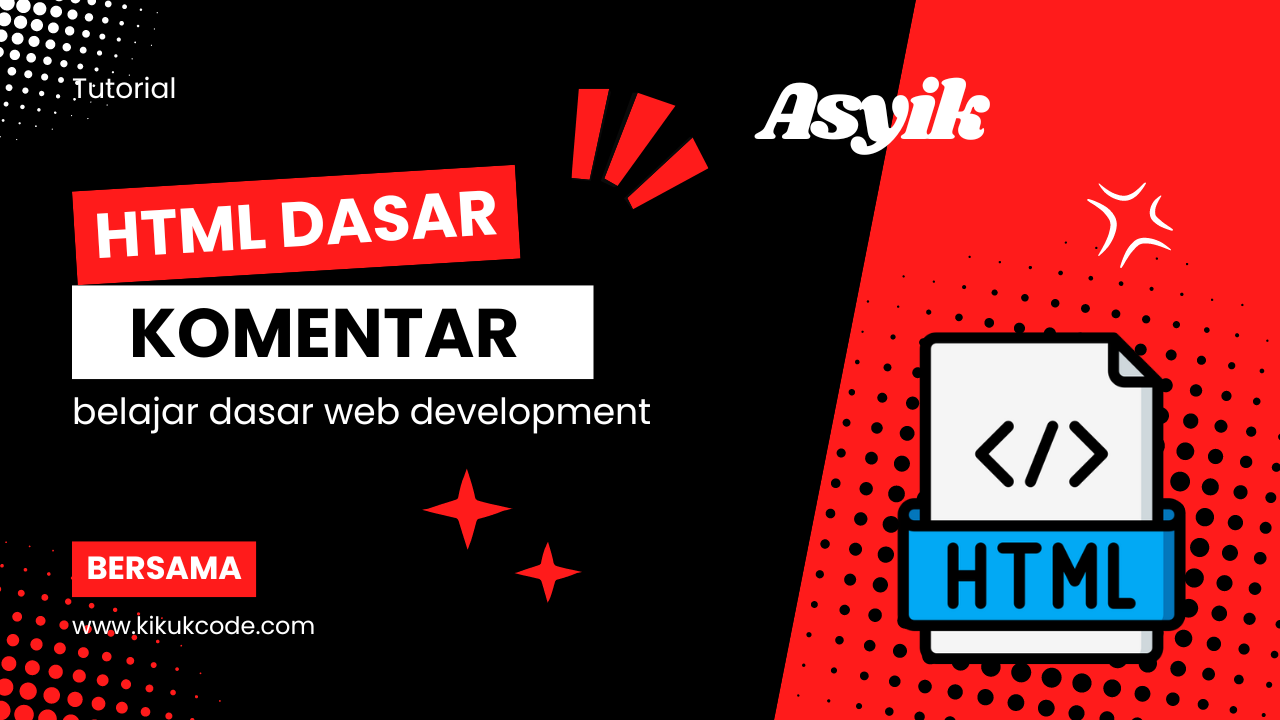 Tutorial
Asyik
HTML DASAR
KOMENTAR
belajar dasar web development
</>
HTML
BERSAMA
www.kikukcode.com